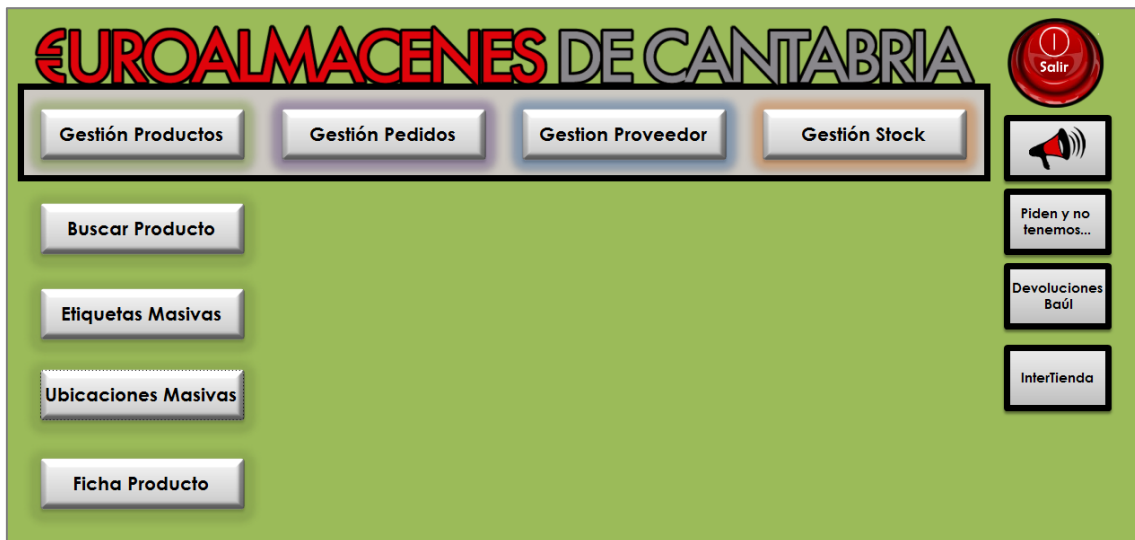 EUROALMACENES DE CANTABRIA
Salir
Gestión Productos
Gestión Pedidos
Gestion Proveedor
Gestión Stock
Buscar Producto
Piden y no
tenemos...
Etiquetas Masivas
Devoluciones
Baúl
Ubicaciones Masivas
InterTienda
Ficha Producto